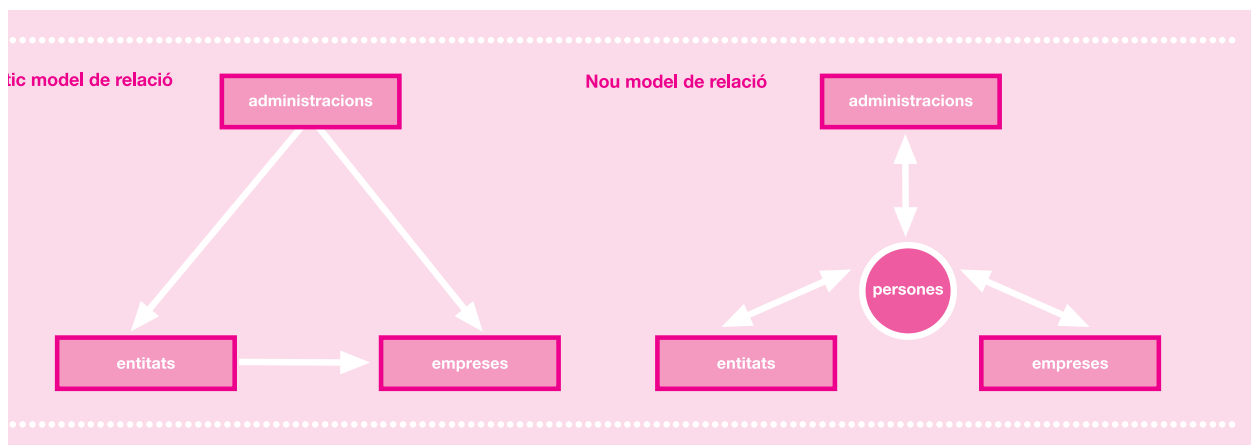 tic model de relació
administracions
entitats
empreses
Nou model de relació
administracions
persones
entitats
empreses